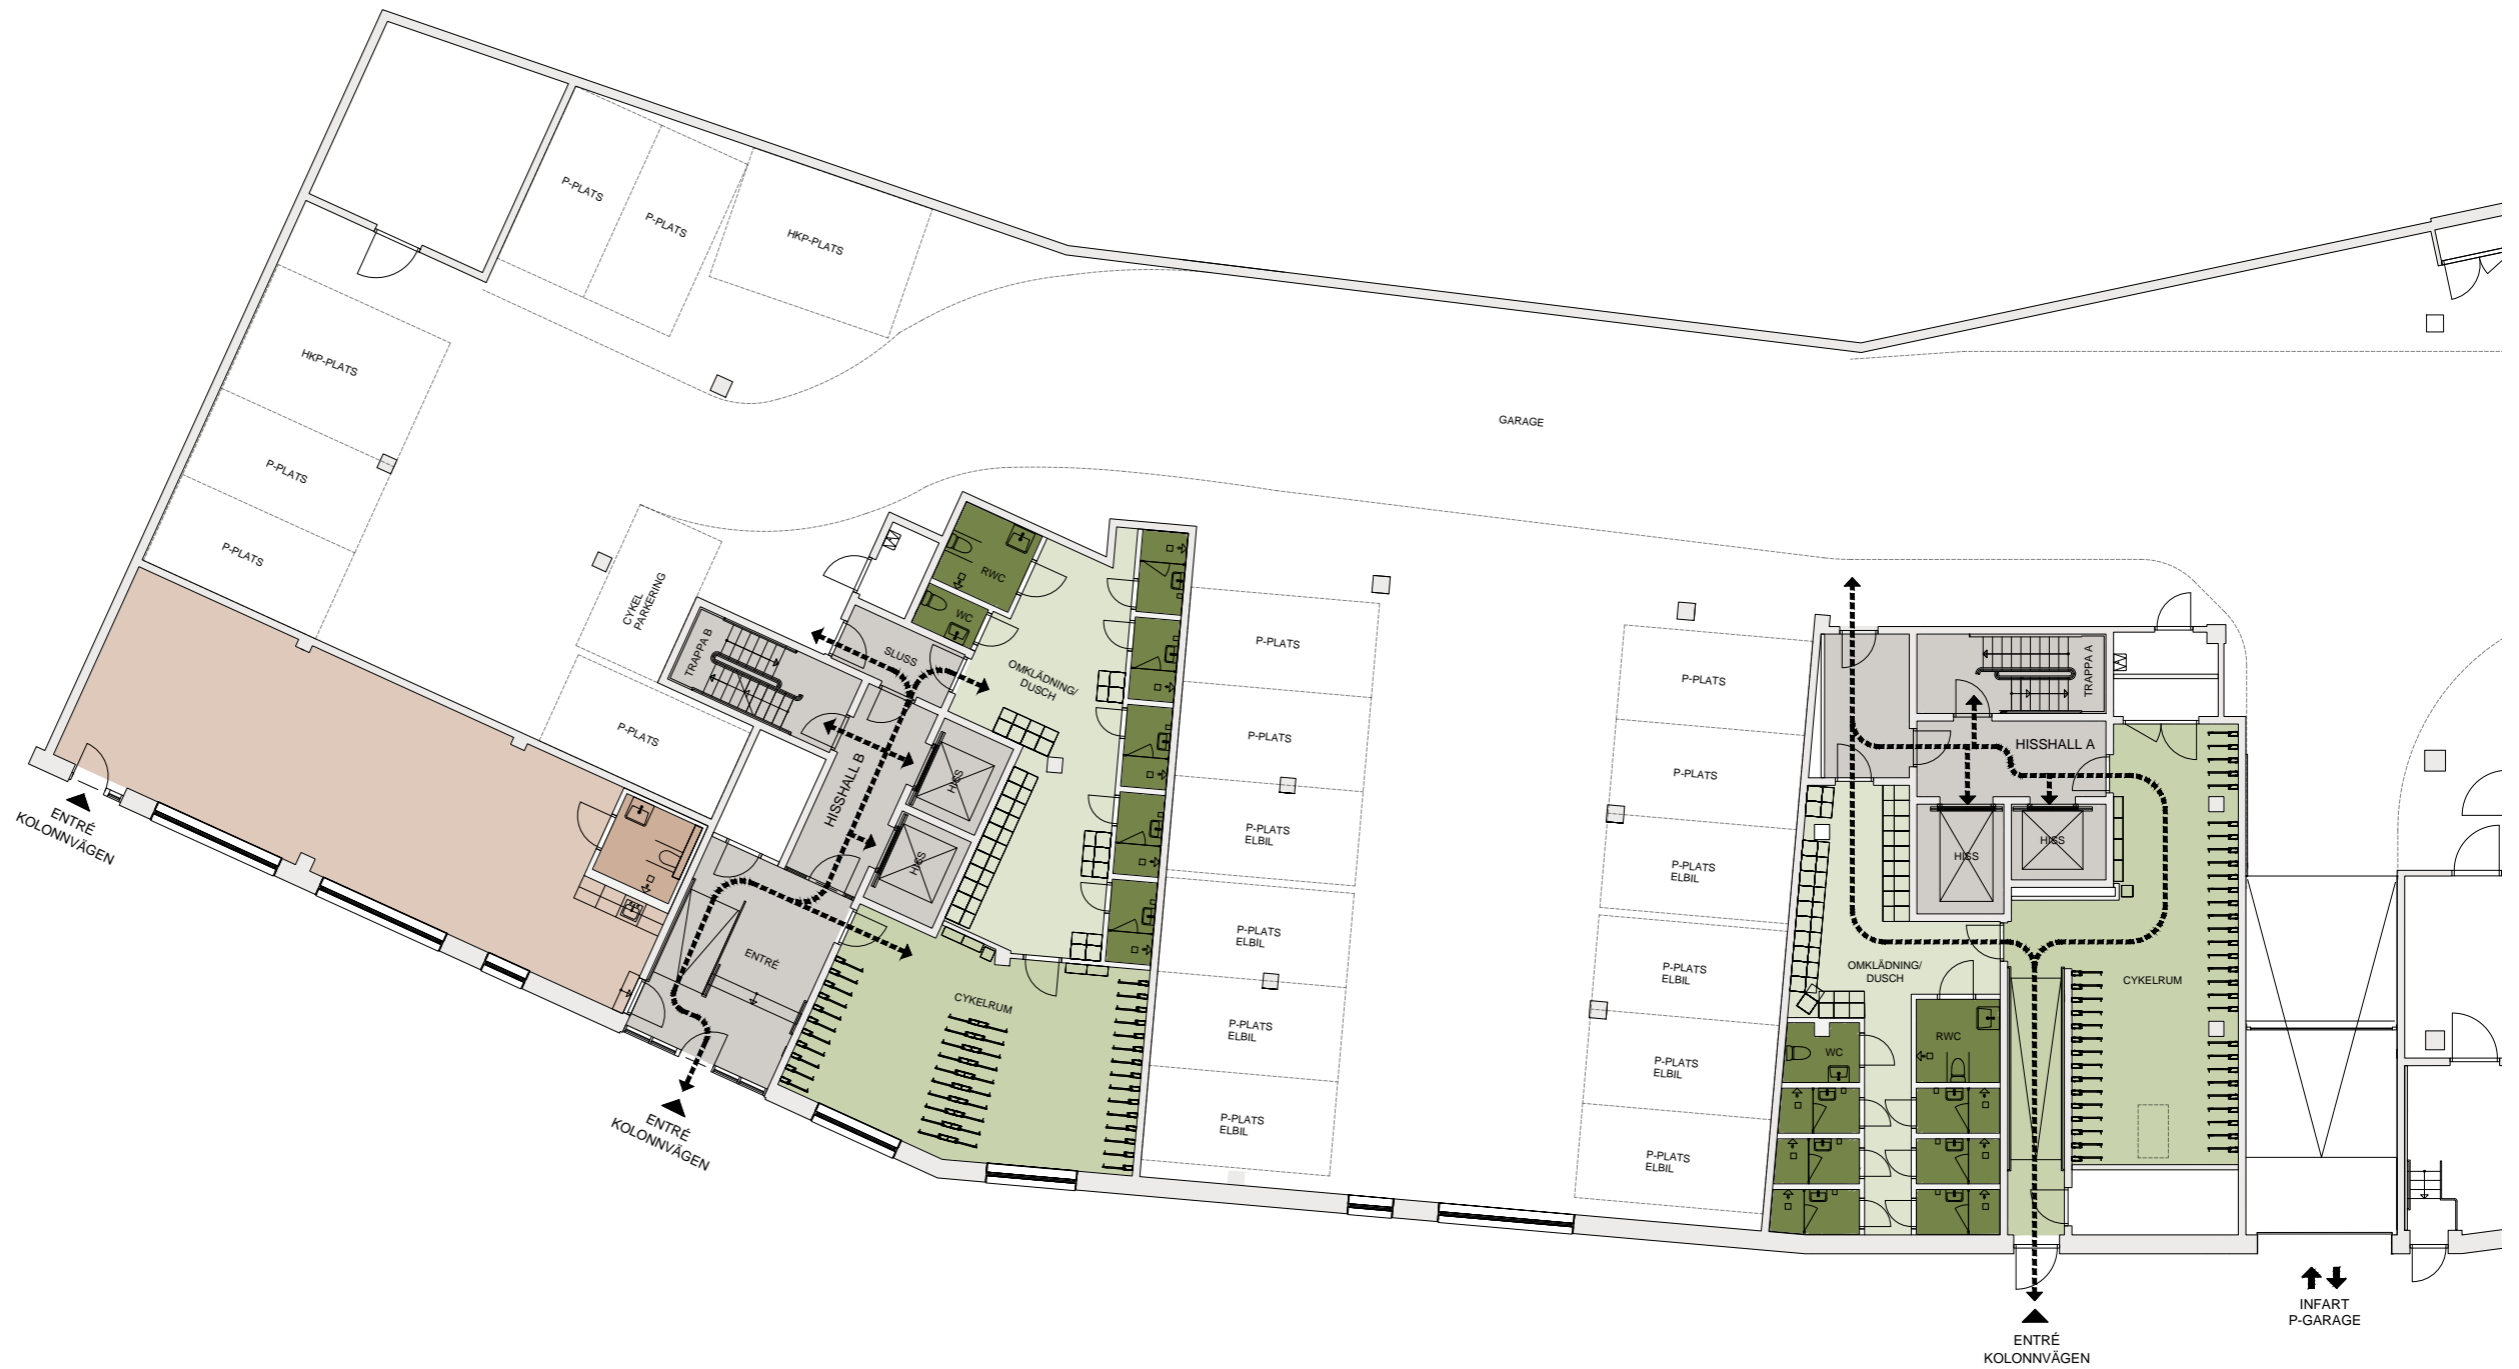 P-PLATS
P-PLATS
HKP-PLATS
HKP-PLATS
P-PLATS
P-PLATS
GARAGE
CYKEL
PARKERING
P-PLATS
TRAPPA B
SLUSS
RWC
WC
OMKLÄDNING/
DUSCH
HISSHALL B
HISS
HISS
ENTRÉ
CYKELRUM
ENTRÉ
KOLONNVÄGEN
ENTRÉ
KOLONNVÄGEN
P-PLATS
P-PLATS
P-PLATS
ELBIL
P-PLATS
ELBIL
P-PLATS
ELBIL
P-PLATS
ELBIL
P-PLATS
P-PLATS
P-PLATS
ELBIL
P-PLATS
ELBIL
P-PLATS
ELBIL
P-PLATS
ELBIL
TRAPPA A
HISSHALL A
HISS
HISS
OMKLÄDNING/
DUSCH
CYKELRUM
WC
RWC
ENTRÉ
KOLONNVÄGEN
INFART
P-GARAGE